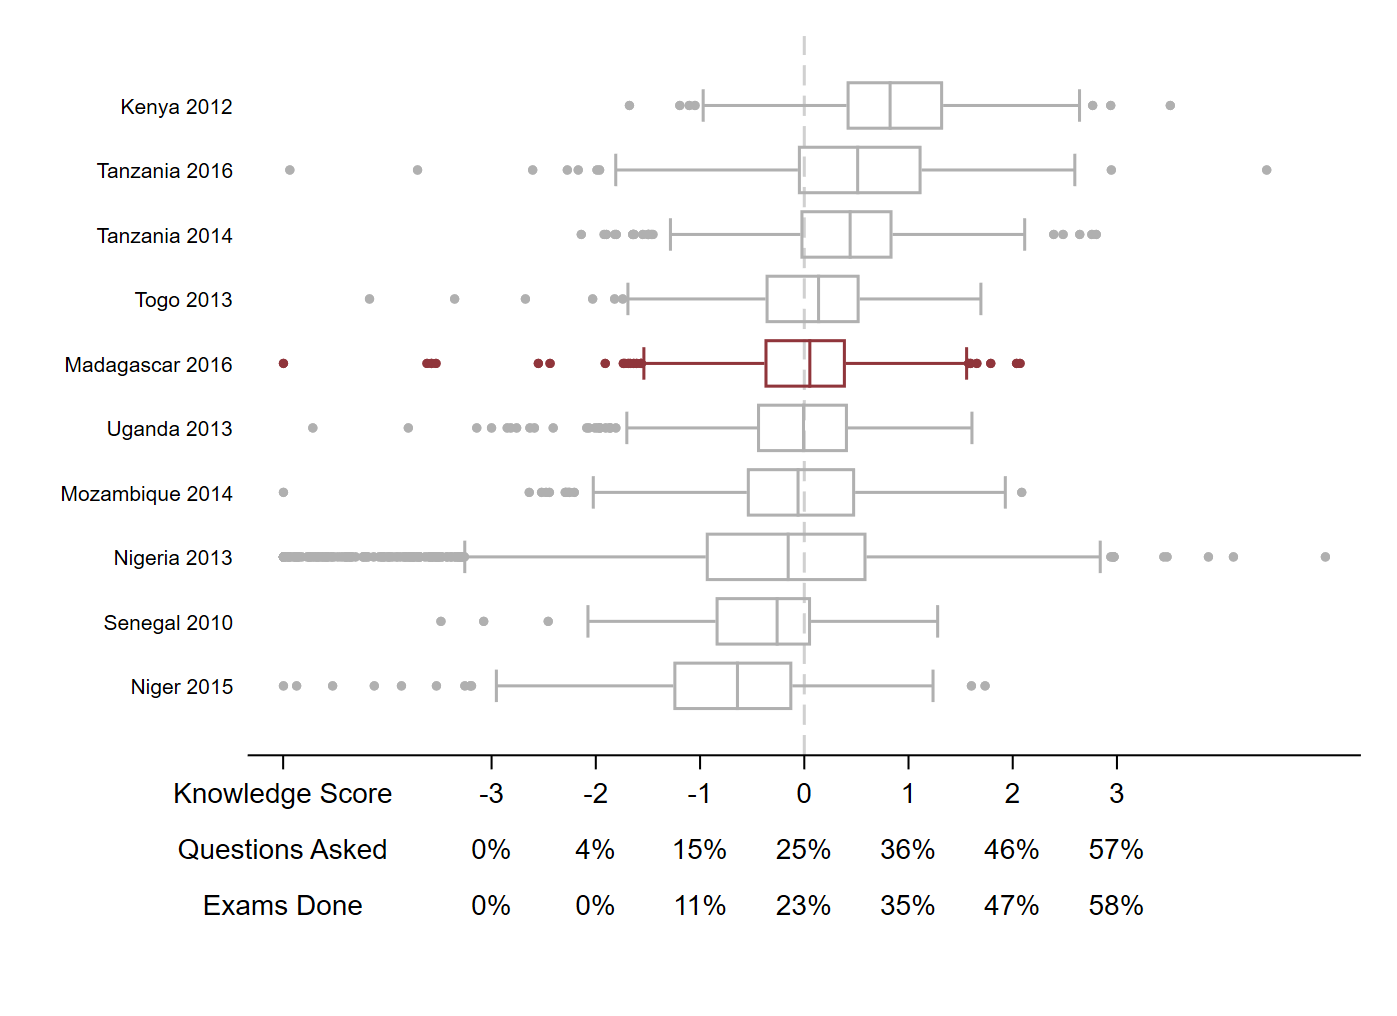 Kenya 2012
Tanzania 2016
Tanzania 2014
Togo 2013
Madagascar 2016
Uganda 2013
Mozambique 2014
Nigeria 2013
Senegal 2010
Niger 2015
Knowledge Score -3 -2 -1 0 1 2 3
Questions Asked 0% 4% 15% 25% 36% 46% 57%
Exams Done 0% 0% 11% 23% 35% 47% 58%